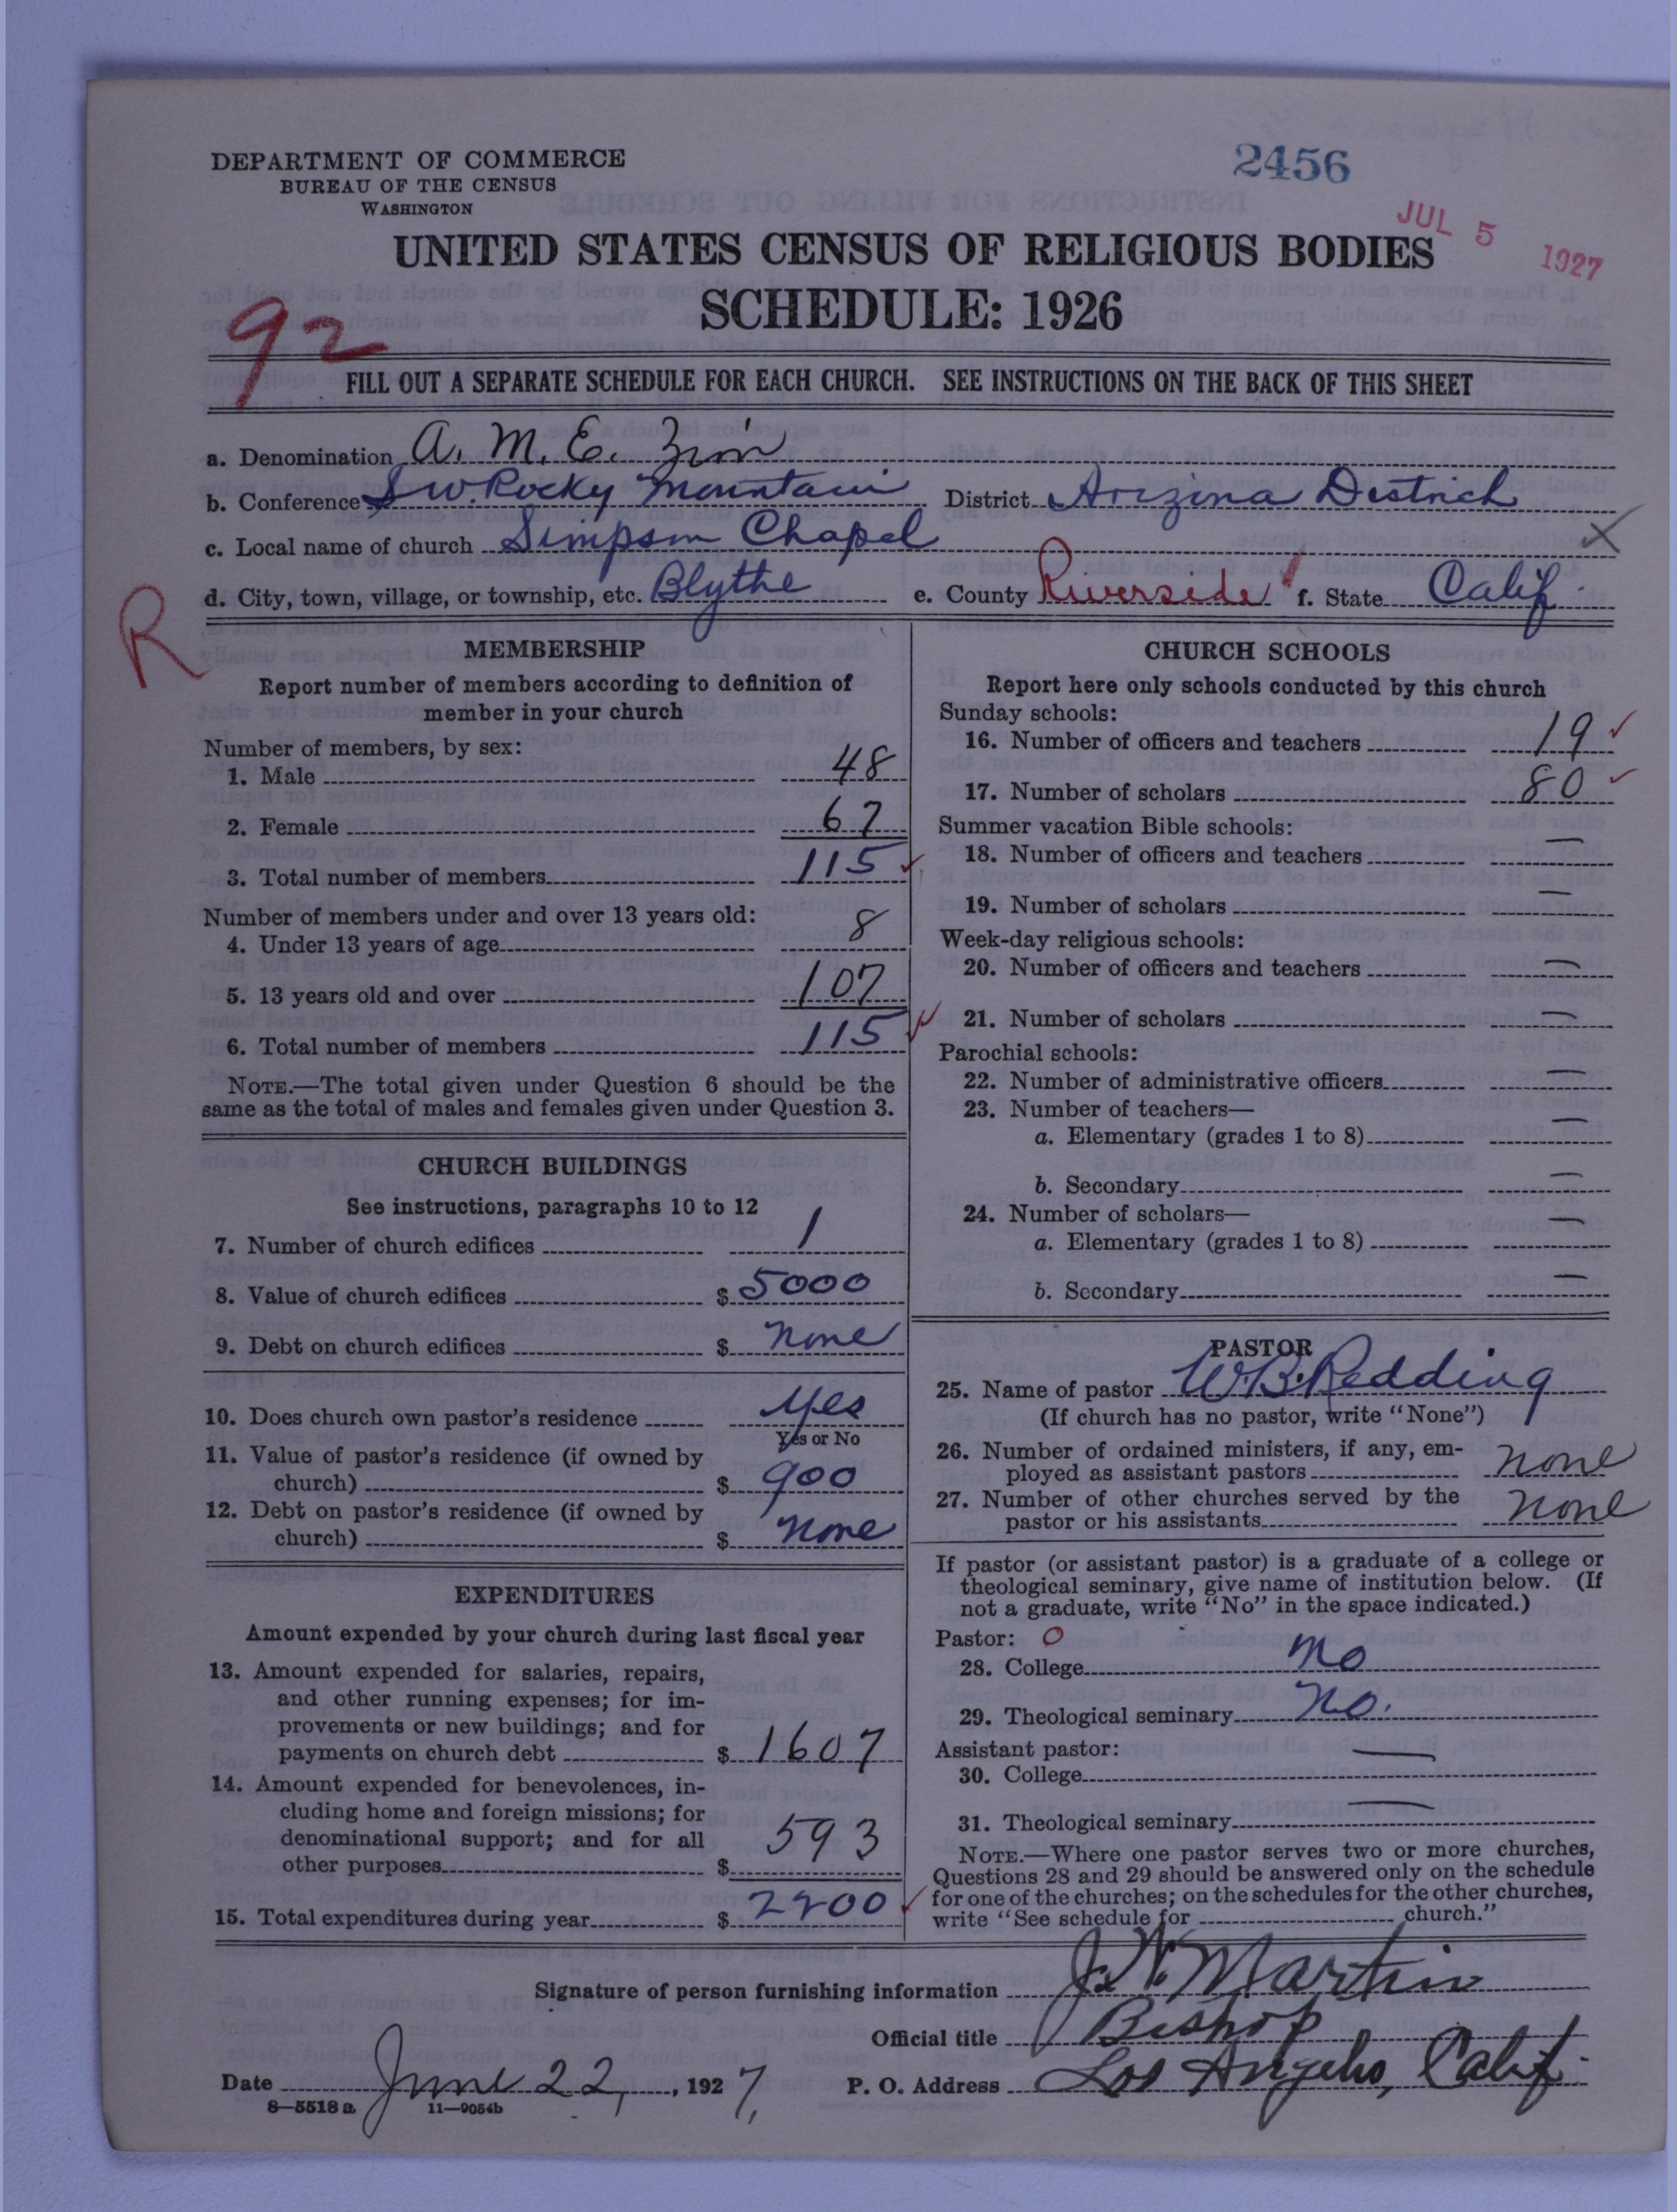 2456
DEPARTMENT OF COMMERCE
BUREAU OF THE CENSUS
WASHINGTON
JUL 5 1927
UNITED STATES CENSUS OF RELIGIOUS BODIES
SCHEDULE: 1926
92
FILL OUT A SEPARATE SCHEDULE FOR EACH CHURCH. SEE INSTRUCTIONS ON THE BACK OF THIS SHEET
a. Denomination A. M. E. Zion
b. Conference S W. Rocky Mountain District Arizona District
c. Local name of church Simpson Chapel X
d. City, town, village, or township, etc. Blythe e. County Riverside f. State Calif.
R
MEMBERSHIP
Report number of members according to definition of
member in your church
Number of members, by sex:
1. Male 48
2. Female 67
3. Total number of members 115 ✓
Number of members under and over 13 years old:
4. Under 13 years of age 8
5. 13 years old and over 107
6. Total number of members 115 ✓
NOTE.—The total given under Question 6 should be the
same as the total of males and females given under Question 3.
CHURCH BUILDINGS
See instructions, paragraphs 10 to 12
7. Number of church edifices 1
8. Value of church edifices $ 5000
9. Debt on church edifices $ none
10. Does church own pastor's residence yes
Yes or No
11. Value of pastor's residence (if owned by
church) $ 900
12. Debt on pastor's residence (if owned by
church) $ none
EXPENDITURES
Amount expended by your church during last fiscal year
13. Amount expended for salaries, repairs,
and other running expenses; for im-
provements or new buildings; and for
payments on church debt $ 1607
14. Amount expended for benevolences, in-
cluding home and foreign missions; for
denominational support; and for all
other purposes $ 593
15. Total expenditures during year $ 2200 ✓
CHURCH SCHOOLS
Report here only schools conducted by this church
Sunday schools:
16. Number of officers and teachers 19 ✓
17. Number of scholars 80 ✓
Summer vacation Bible schools:
18. Number of officers and teachers —
19. Number of scholars —
Week-day religious schools:
20. Number of officers and teachers —
21. Number of scholars —
Parochial schools:
22. Number of administrative officers —
23. Number of teachers—
a. Elementary (grades 1 to 8) —
b. Secondary —
24. Number of scholars— —
a. Elementary (grades 1 to 8) —
b. Secondary —
PASTOR
25. Name of pastor W.B. Redding
(If church has no pastor, write "None")
26. Number of ordained ministers, if any, em-
ployed as assistant pastors none
27. Number of other churches served by the
pastor or his assistants none
If pastor (or assistant pastor) is a graduate of a college or
theological seminary, give name of institution below. (If
not a graduate, write "No" in the space indicated.)
Pastor: O
28. College no
29. Theological seminary no.
Assistant pastor: —
30. College
—
31. Theological seminary
NOTE.—Where one pastor serves two or more churches,
Questions 28 and 29 should be answered only on the schedule
for one of the churches; on the schedules for the other churches,
write "See schedule for church."
Signature of person furnishing information J. W. Martin
Official title Bishop
Date June 22, 1927, P. O. Address Los Angeles, Calif.
8—5518 a 11—9054b